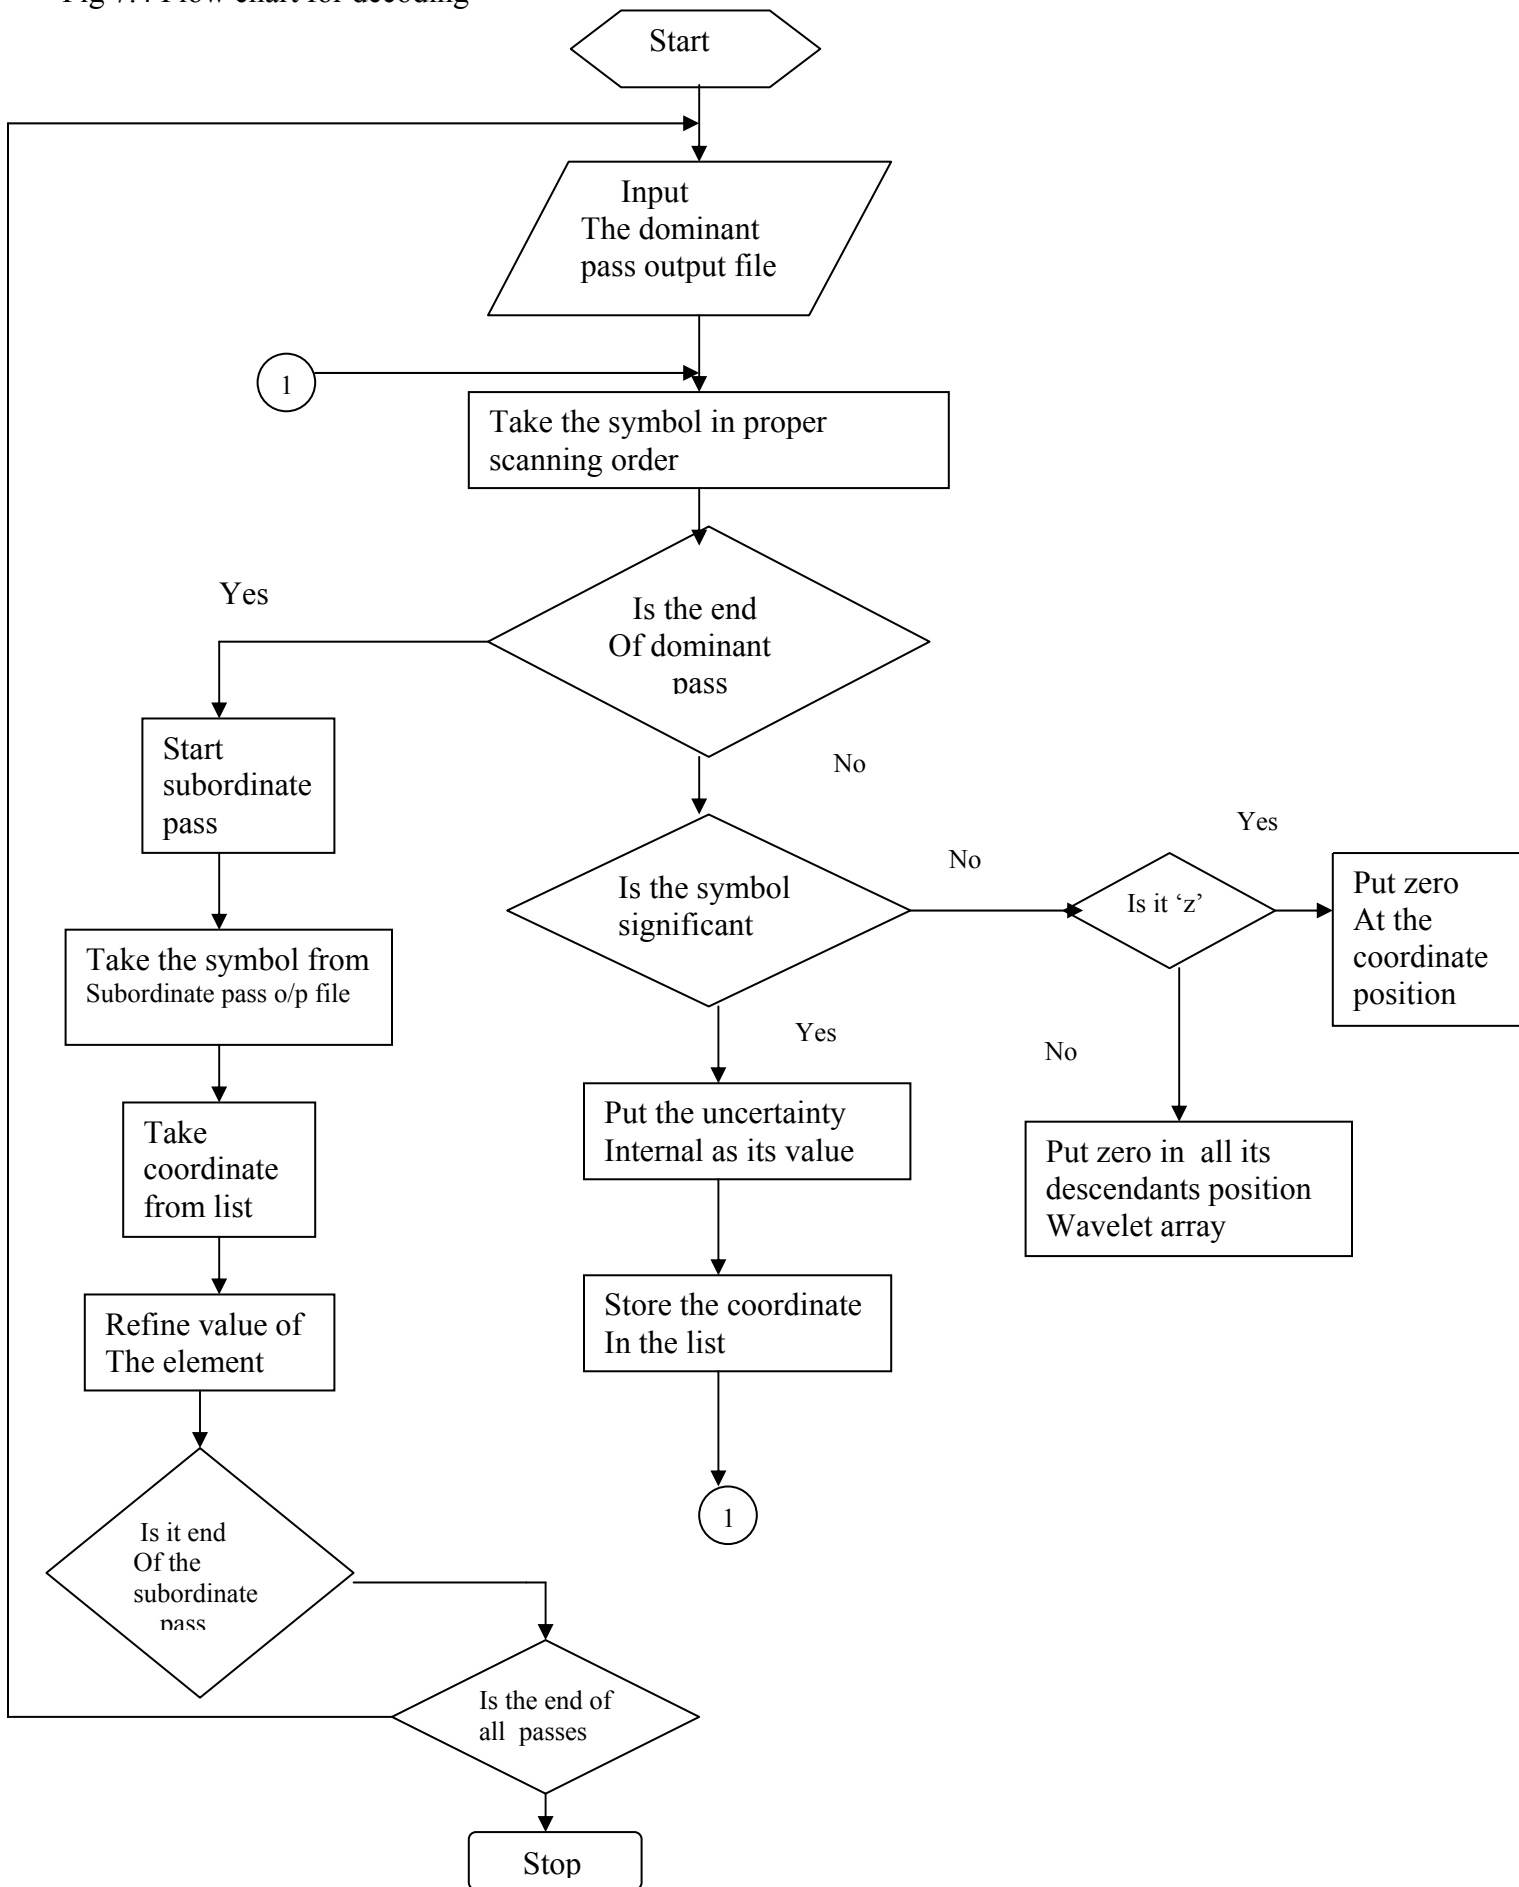 Fig 7.4 Flow chart for decoding
Start
Input
The dominant
pass output file
1
Take the symbol in proper
scanning order
Yes
Is the end
Of dominant
pass
Start
subordinate
pass
No
Yes
No
Is the symbol
significant
Is it ‘z’
Put zero
At the
coordinate
position
Take the symbol from
Subordinate pass o/p file
Yes
No
Take
coordinate
from list
Put the uncertainty
Internal as its value
Put zero in all its
descendants position
Wavelet array
Refine value of
The element
Store the coordinate
In the list
1
Is it end
Of the
subordinate
pass
Is the end of
all passes
Stop